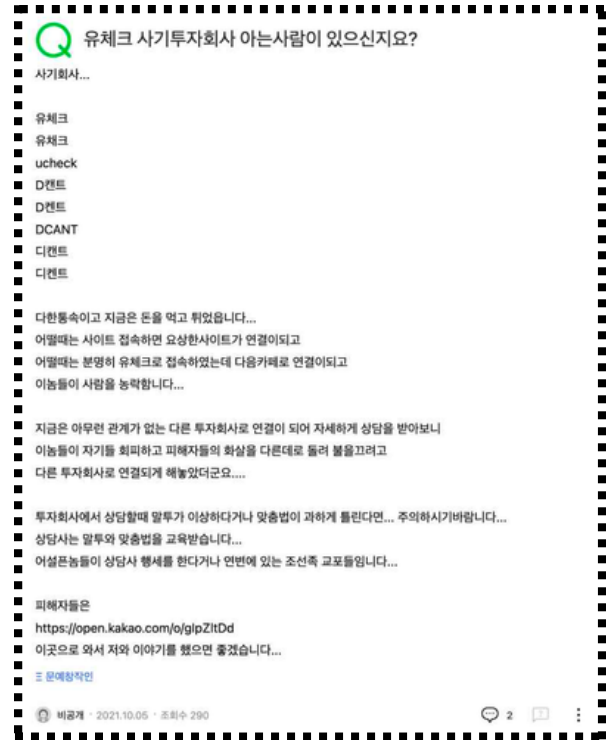 유체크 사기투자회사 아는사람이 있으신지요?
사기회사...
유체크
유채크
ucheck
D캔트
D켄트
DCANT
디캔트
디켄트
다한통속이고 지금은 돈을 먹고 튀었읍니다...
어떨때는 사이트 접속하면 요상한사이트가 연결이되고
어떨때는 분명히 유체크로 접속하였는데 다음카페로 연결이되고
이놈들이 사람을 농락합니다...
지금은 아무런 관계가 없는 다른 투자회사로 연결이 되어 자세하게 상담을 받아보니
이놈들이 자기들 회피하고 피해자들의 화살을 다른데로 돌려 불을끄려고
다른 투자회사로 연결되게 해놓았더군요....
투자회사에서 상담할때 말투가 이상하다거나 맞춤법이 과하게 틀린다면... 주의하시기바람니다...
상담사는 말투와 맞춤법을 교육받습니다...
어설픈놈들이 상담사 행세를 한다거나 연변에 있는 조선족 교포들임니다...
피해자들은
https://open.kakao.com/o/gIpZltDd
이곳으로 와서 저와 이야기를 했으면 좋겠습니다...
문예창작인
비공개 · 2021.10.05 · 조회수 290
2